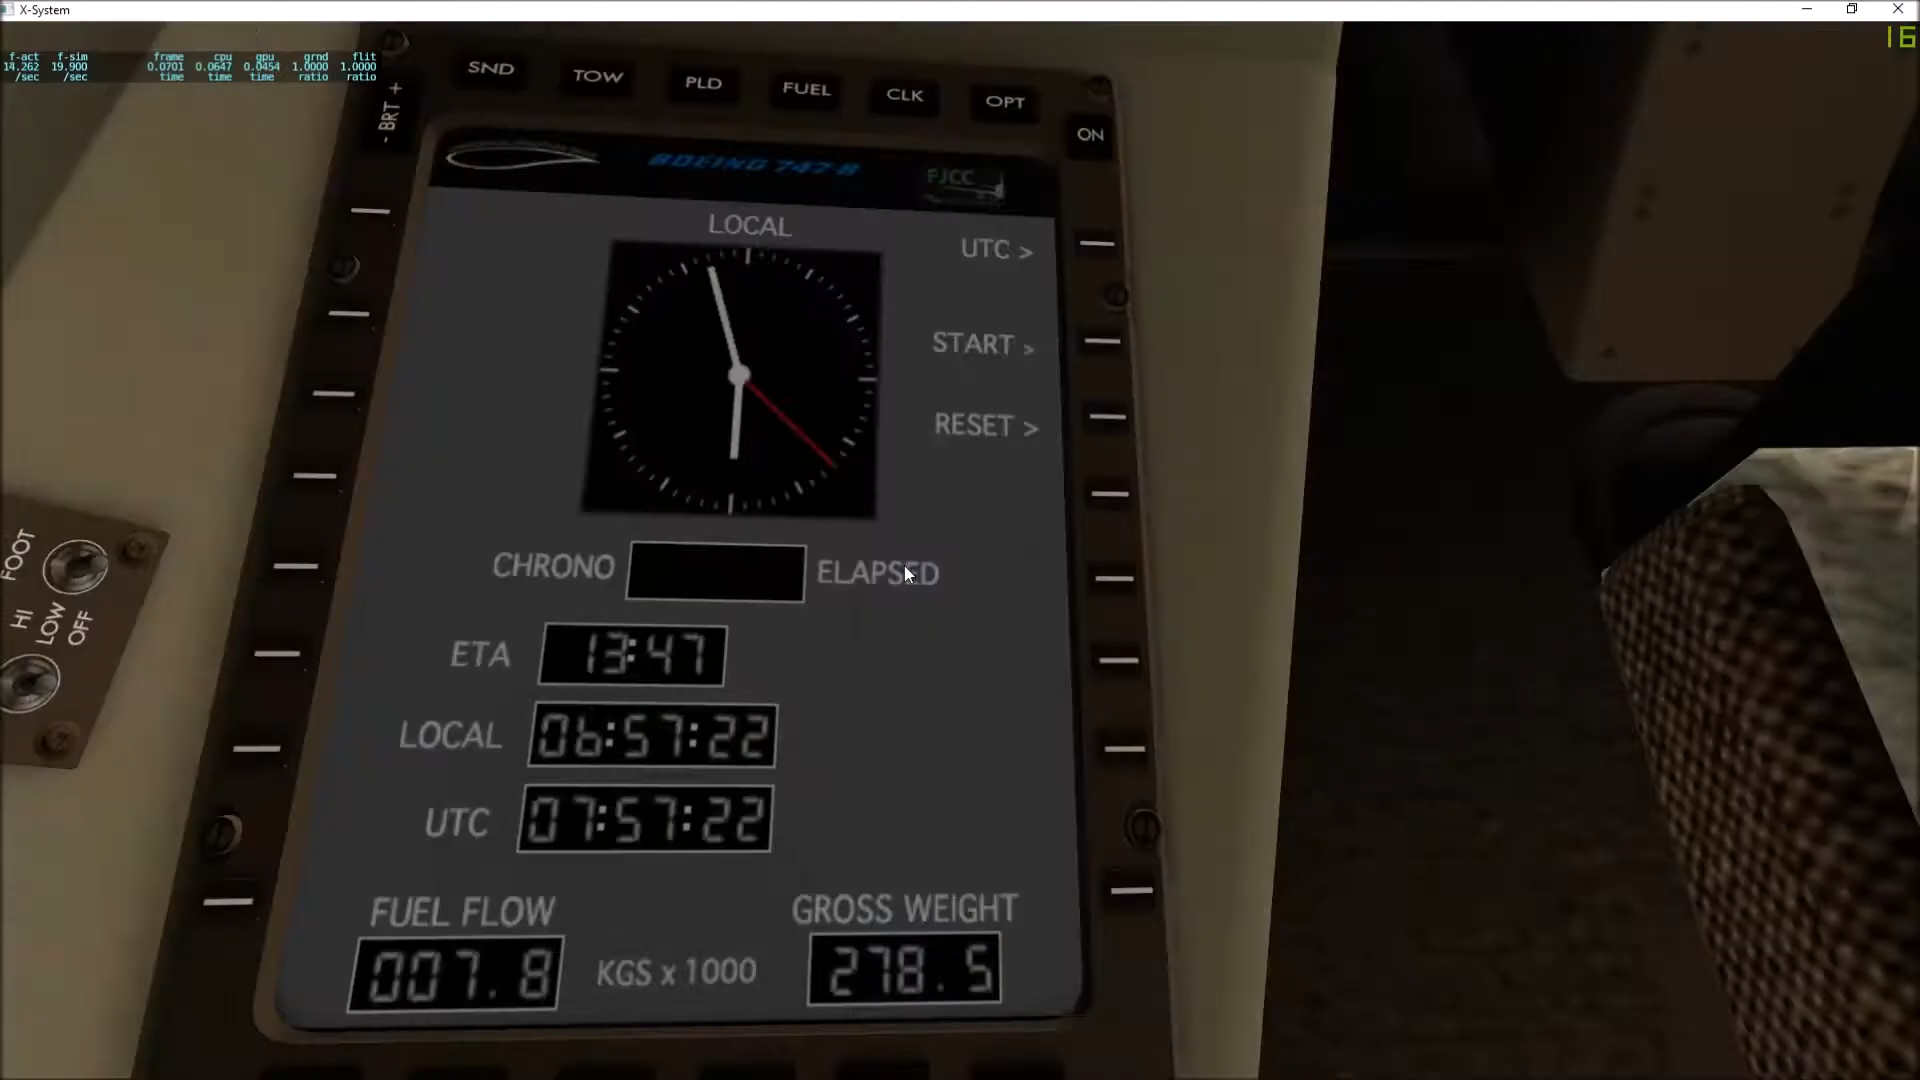 X-System
16
f-act f-sim frame cpu gpu grnd flit
14.262 19.900 0.0701 0.0647 0.0454 1.0000 1.0000
/sec /sec time time time ratio ratio
SND TOW PLD FUEL CLK OPT
- BRT +
ON
BOEING 747-8
FJCC
LOCAL
UTC >
START >
RESET >
CHRONO ELAPSED
ETA 13:47
LOCAL 06:57:22
UTC 07:57:22
FUEL FLOW GROSS WEIGHT
007.8 KGS x 1000 278.5
FOOT
HI
LOW
OFF